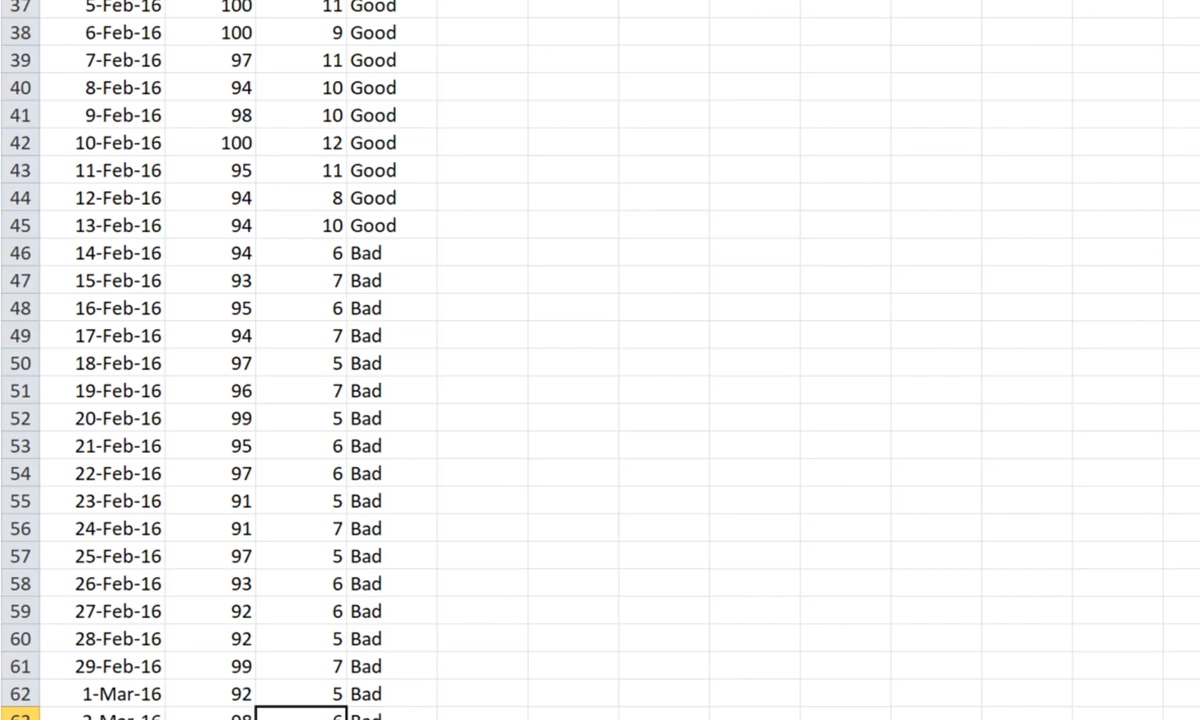 37 5-Feb-16 100 11 Good
38 6-Feb-16 100 9 Good
39 7-Feb-16 97 11 Good
40 8-Feb-16 94 10 Good
41 9-Feb-16 98 10 Good
42 10-Feb-16 100 12 Good
43 11-Feb-16 95 11 Good
44 12-Feb-16 94 8 Good
45 13-Feb-16 94 10 Good
46 14-Feb-16 94 6 Bad
47 15-Feb-16 93 7 Bad
48 16-Feb-16 95 6 Bad
49 17-Feb-16 94 7 Bad
50 18-Feb-16 97 5 Bad
51 19-Feb-16 96 7 Bad
52 20-Feb-16 99 5 Bad
53 21-Feb-16 95 6 Bad
54 22-Feb-16 97 6 Bad
55 23-Feb-16 91 5 Bad
56 24-Feb-16 91 7 Bad
57 25-Feb-16 97 5 Bad
58 26-Feb-16 93 6 Bad
59 27-Feb-16 92 6 Bad
60 28-Feb-16 92 5 Bad
61 29-Feb-16 99 7 Bad
62 1-Mar-16 92 5 Bad
63 2-Mar-16 98 6 Bad